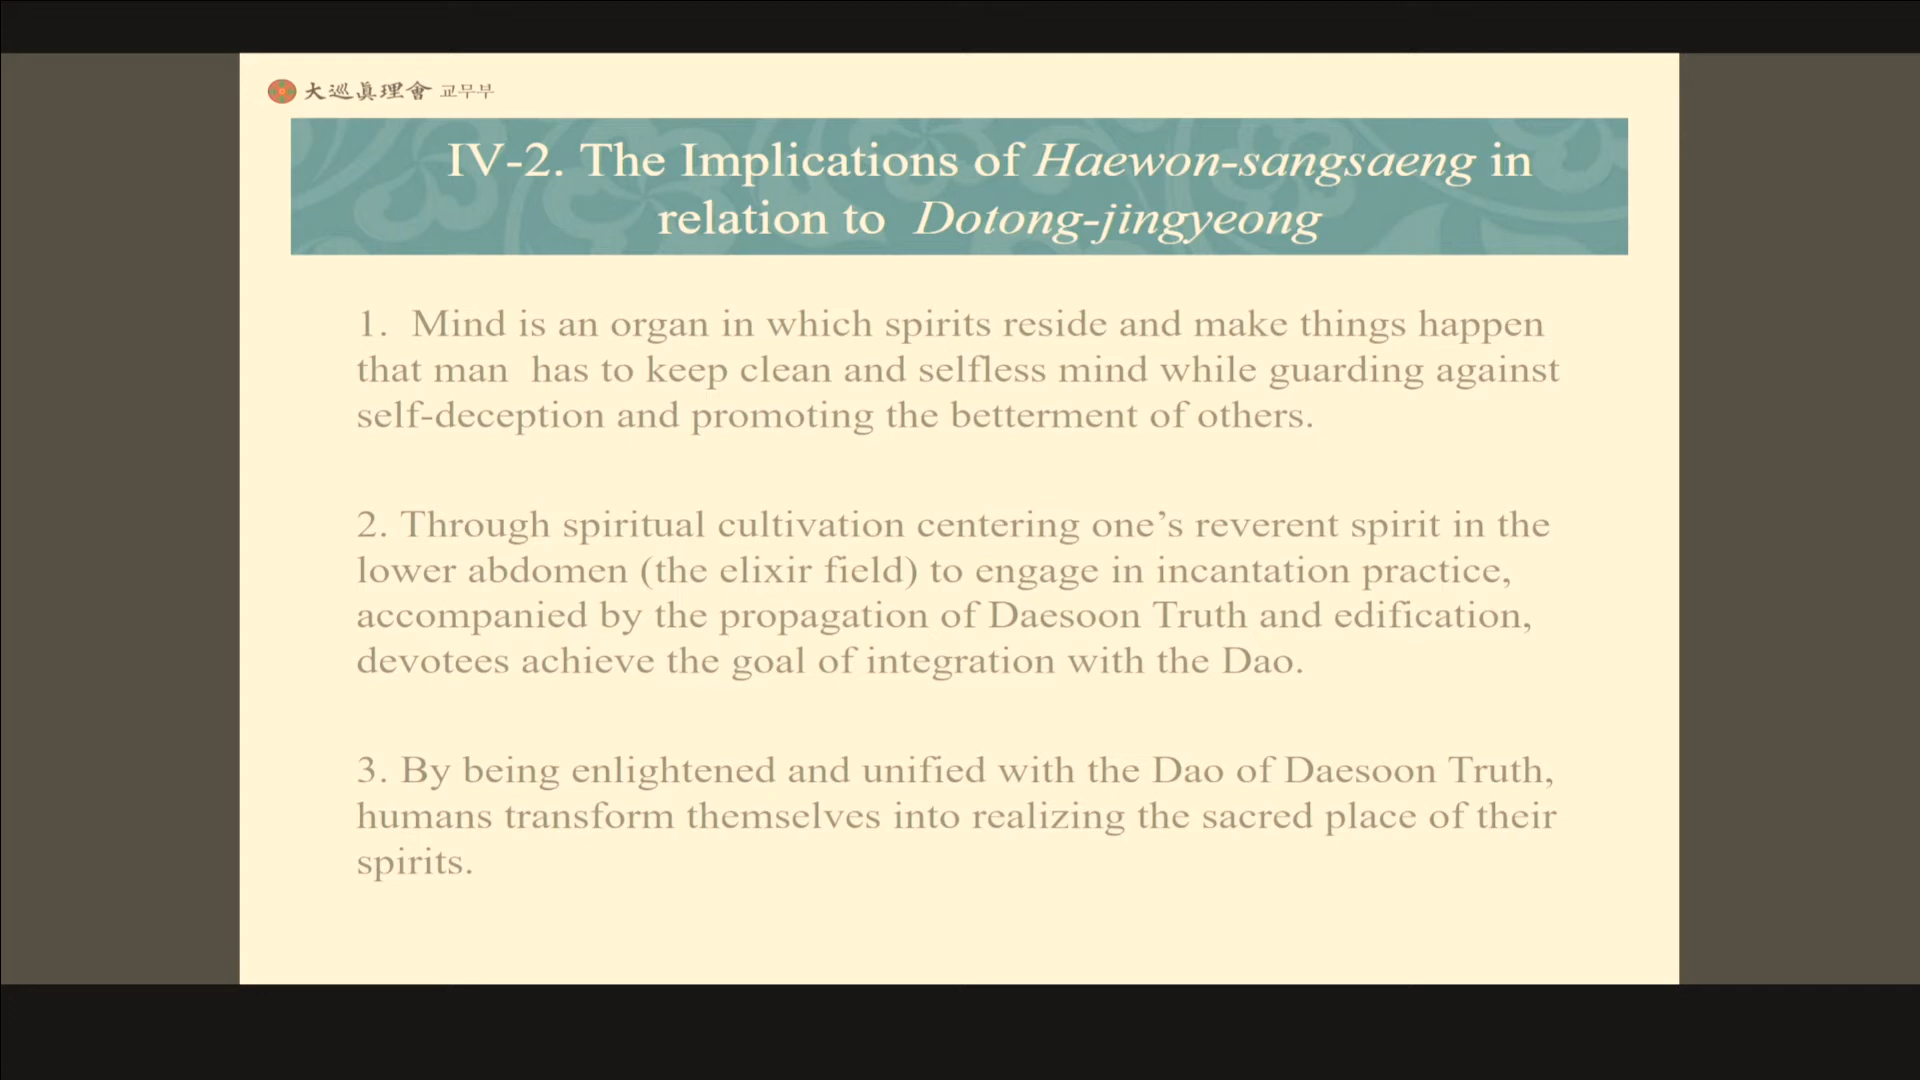 大巡眞理會 교무부
IV-2. The Implications of Haewon-sangsaeng in
relation to Dotong-jingyeong
1. Mind is an organ in which spirits reside and make things happen
that man has to keep clean and selfless mind while guarding against
self-deception and promoting the betterment of others.
2. Through spiritual cultivation centering one’s reverent spirit in the
lower abdomen (the elixir field) to engage in incantation practice,
accompanied by the propagation of Daesoon Truth and edification,
devotees achieve the goal of integration with the Dao.
3. By being enlightened and unified with the Dao of Daesoon Truth,
humans transform themselves into realizing the sacred place of their
spirits.